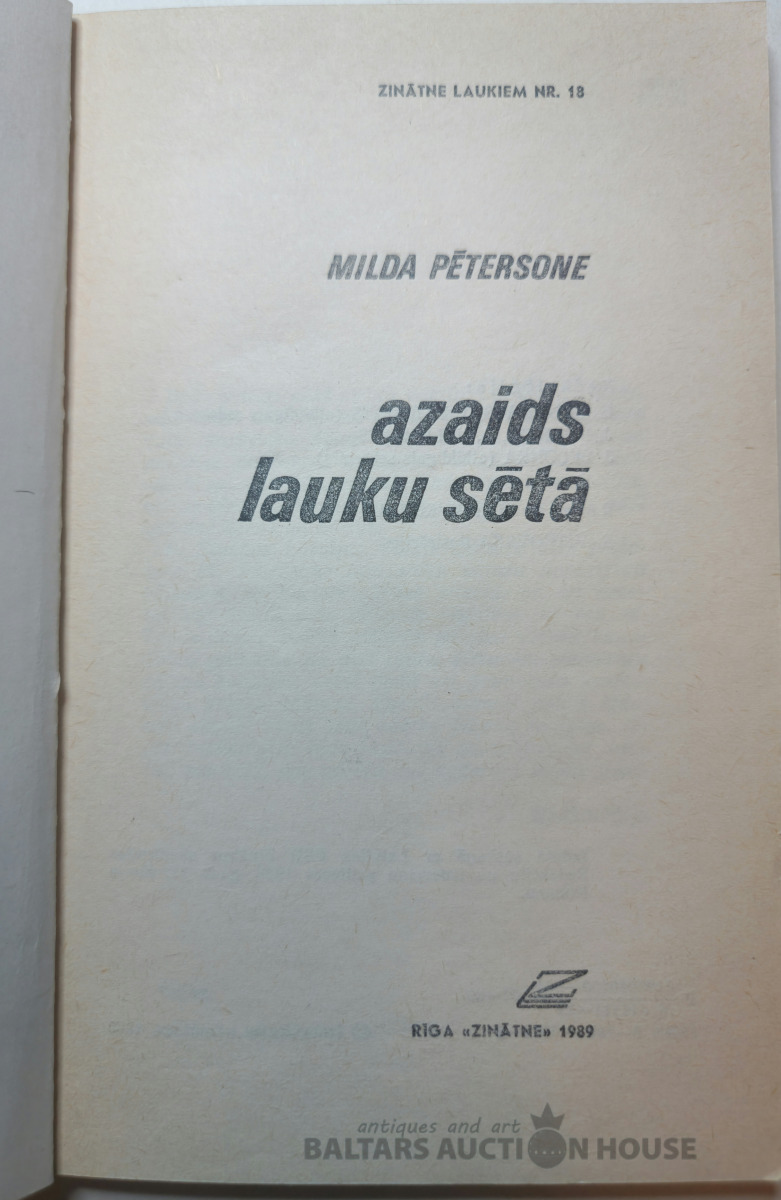 ZINĀTNE LAUKIEM NR. 18
MILDA PĒTERSONE
azaids
lauku sētā
RĪGA «ZINĀTNE» 1989
antiques and art
BALTARS AUCTION HOUSE